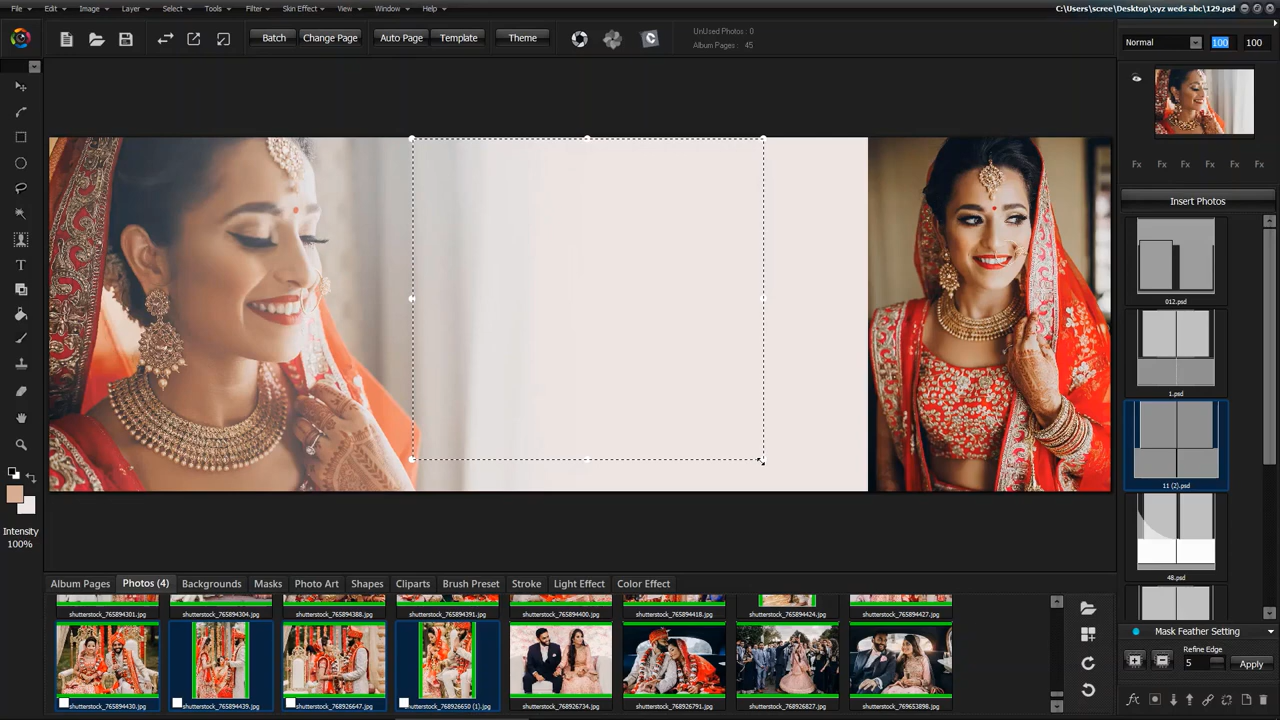 File Edit Image Layer Select Tools Filter Skin Effect View Window Help C:\Users\scree\Desktop\xyz weds abc\129.psd
Batch Change Page Auto Page Template Theme UnUsed Photos : 0
Album Pages : 45
Normal 100 100
Fx Fx Fx Fx Fx Fx
Insert Photos
012.psd
1.psd
11 (2).psd
48.psd
Intensity
100%
Album Pages Photos (4) Backgrounds Masks Photo Art Shapes Cliparts Brush Preset Stroke Light Effect Color Effect
shutterstock_765894301.jpg shutterstock_765894304.jpg shutterstock_765894388.jpg shutterstock_765894391.jpg shutterstock_765894400.jpg shutterstock_765894418.jpg shutterstock_765894424.jpg shutterstock_765894427.jpg
shutterstock_765894430.jpg shutterstock_765894439.jpg shutterstock_768926647.jpg shutterstock_768926650 (1).jpg shutterstock_768926734.jpg shutterstock_768926791.jpg shutterstock_768926827.jpg shutterstock_769653898.jpg
Mask Feather Setting
Refine Edge
5 Apply